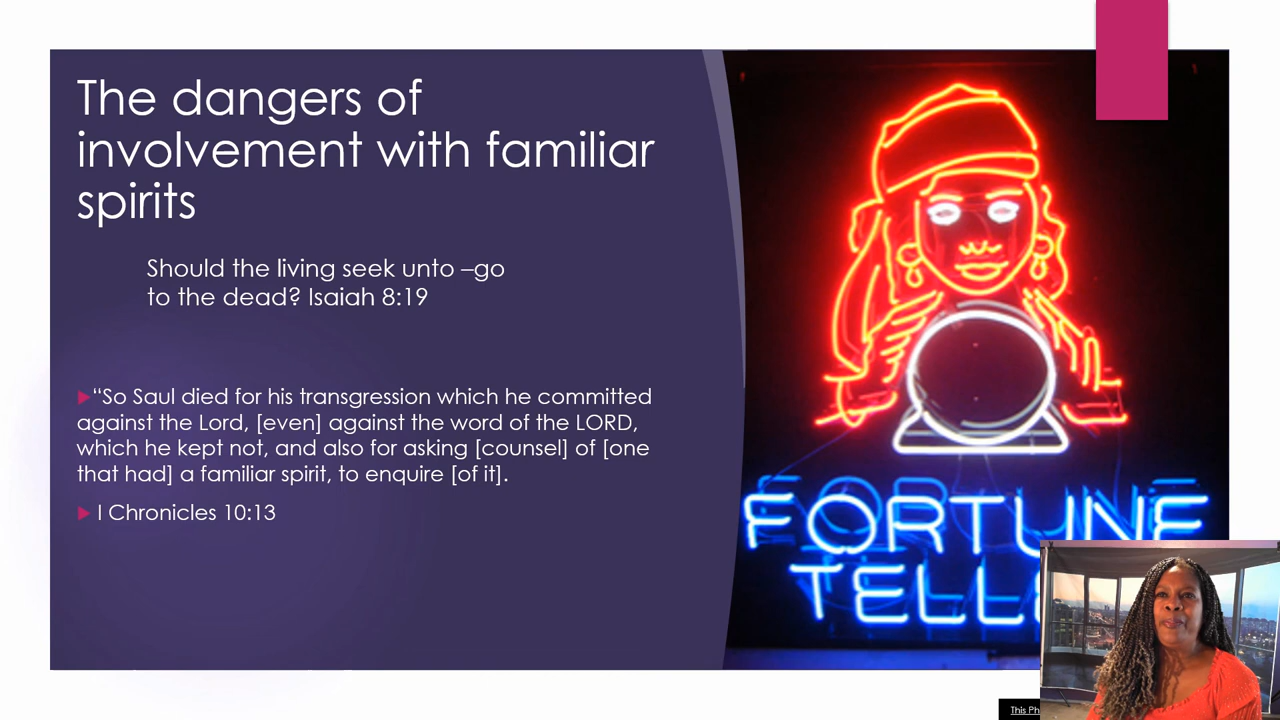 The dangers of
involvement with familiar
spirits
Should the living seek unto –go
to the dead? Isaiah 8:19
“So Saul died for his transgression which he committed
against the Lord, [even] against the word of the LORD,
which he kept not, and also for asking [counsel] of [one
that had] a familiar spirit, to enquire [of it].
I Chronicles 10:13
FORTUNE
TELL
This Ph